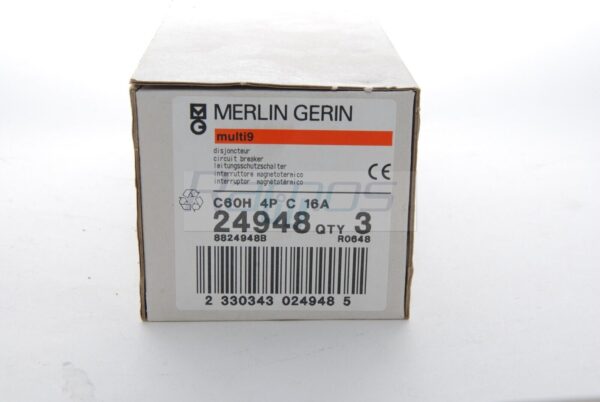 MG MERLIN GERIN
multi9
disjoncteur
circuit breaker
leitungsschutzschalter
interruttore magnetotermico
interruptor magnetotérmico
CE
C60H 4P C 16A
24948 QTY 3
8824948B R0648
2 330343 024948 5